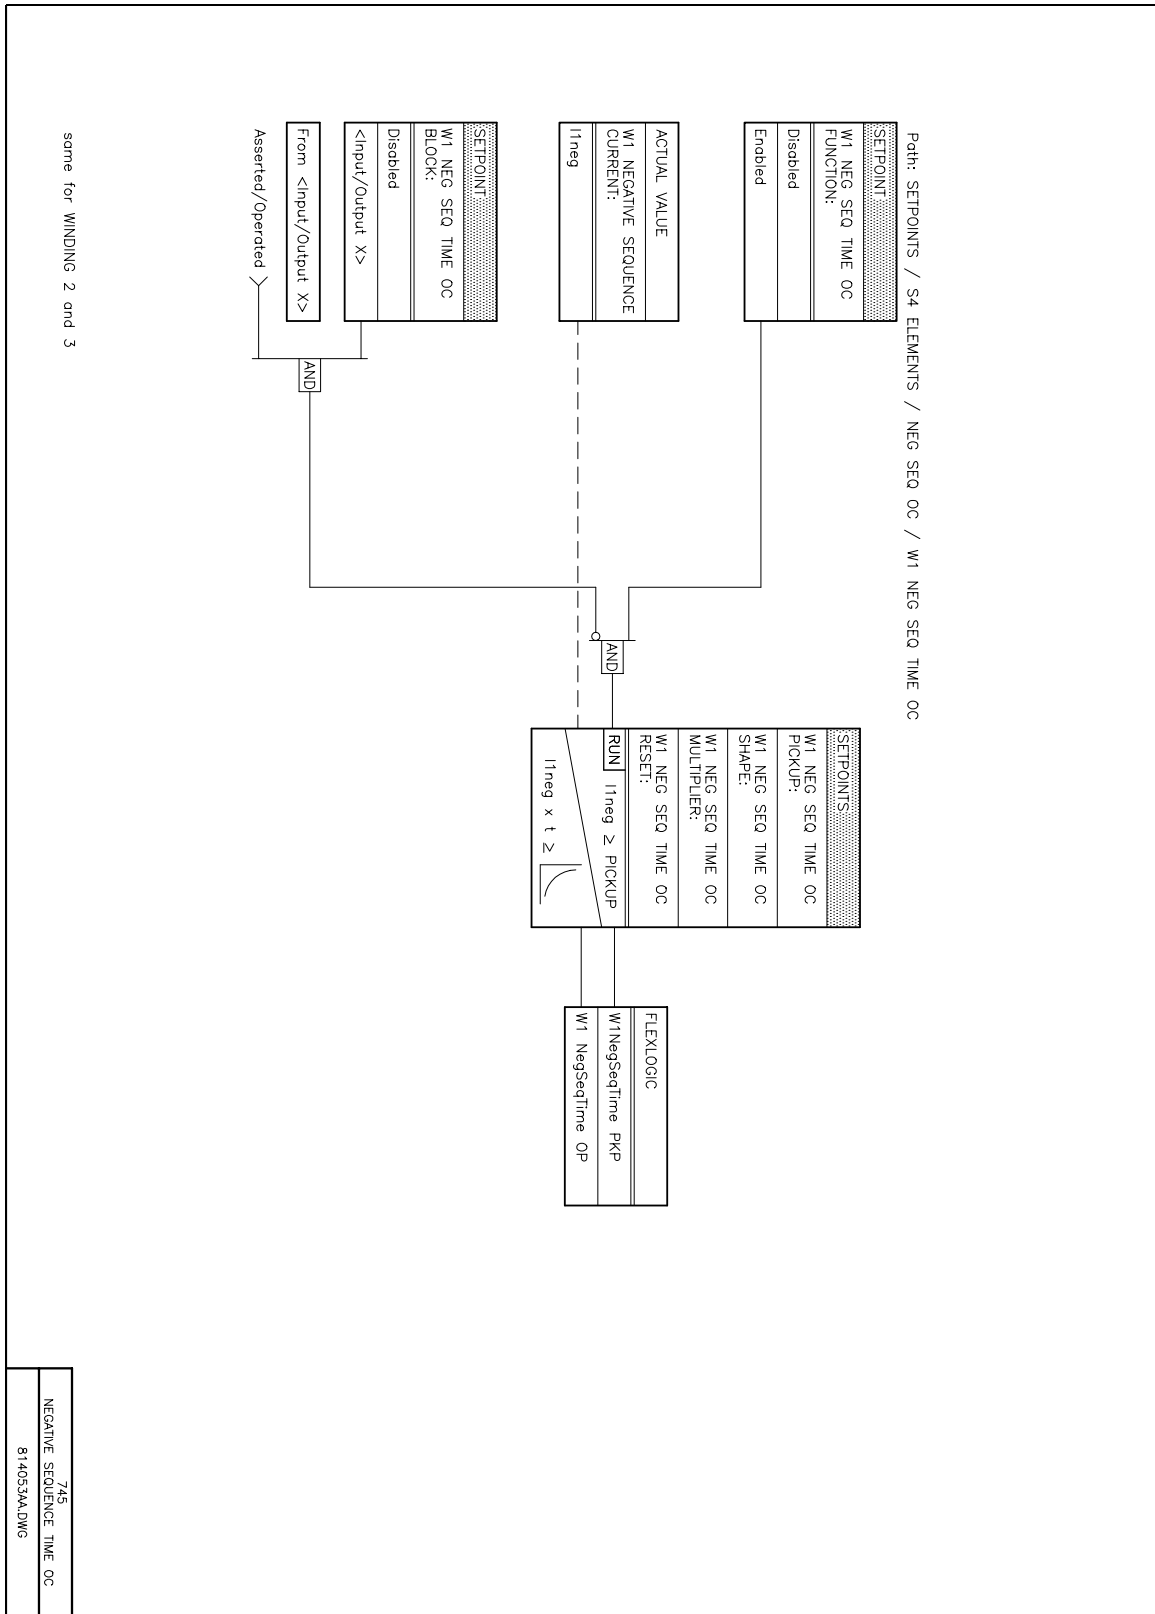 Path: SETPOINTS / S4 ELEMENTS / NEG SEQ OC / W1 NEG SEQ TIME OC
SETPOINT
W1 NEG SEQ TIME OC
FUNCTION:
Disabled
Enabled
ACTUAL VALUE
W1 NEGATIVE SEQUENCE
CURRENT:
I1neg
SETPOINT
W1 NEG SEQ TIME OC
BLOCK:
Disabled
<Input/Output X>
From <Input/Output X>
Asserted/Operated
AND
AND
SETPOINTS
W1 NEG SEQ TIME OC
PICKUP:
W1 NEG SEQ TIME OC
SHAPE:
W1 NEG SEQ TIME OC
MULTIPLIER:
W1 NEG SEQ TIME OC
RESET:
RUN I1neg ≥ PICKUP
I1neg x t ≥
FLEXLOGIC
W1NegSeqTime PKP
W1 NegSeqTime OP
same for WINDING 2 and 3
745
NEGATIVE SEQUENCE TIME OC
814053AA.DWG